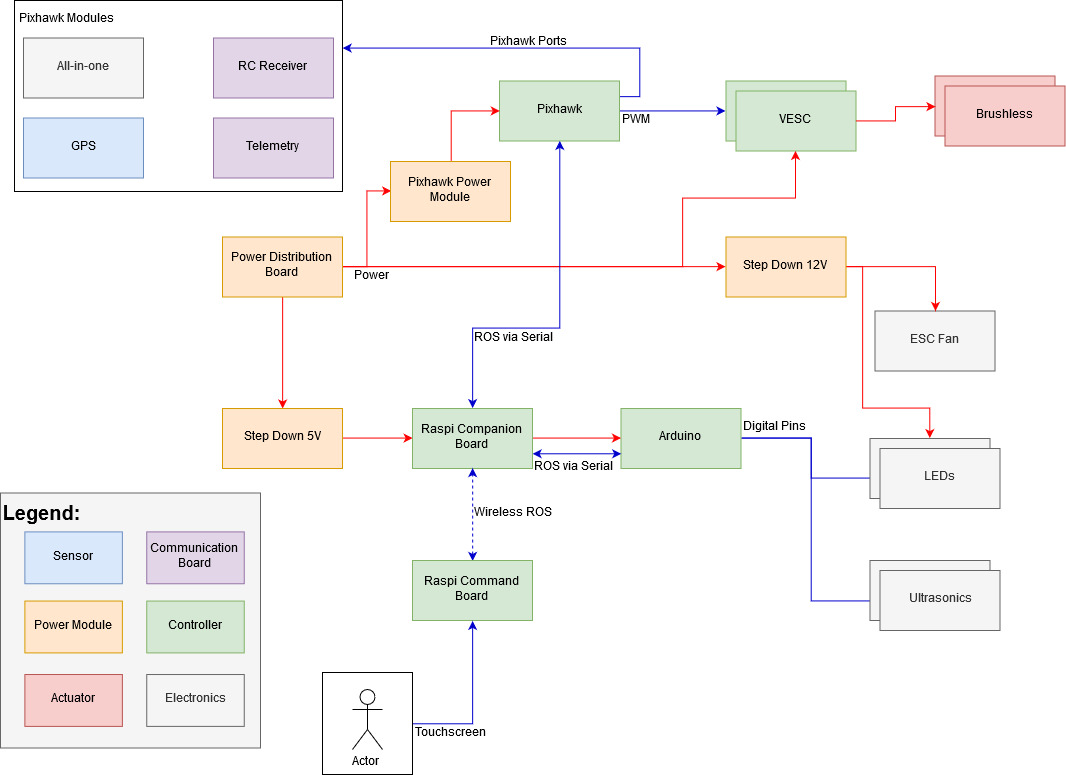 Pixhawk Modules
All-in-one
RC Receiver
GPS
Telemetry
Pixhawk Ports
Pixhawk
PWM
VESC
Brushless
Pixhawk Power
Module
Power Distribution
Board
Power
Step Down 12V
ESC Fan
ROS via Serial
Step Down 5V
Raspi Companion
Board
ROS via Serial
Arduino
Digital Pins
LEDs
Wireless ROS
Raspi Command
Board
Ultrasonics
Legend:
Sensor
Communication
Board
Power Module
Controller
Actuator
Electronics
Touchscreen
Actor